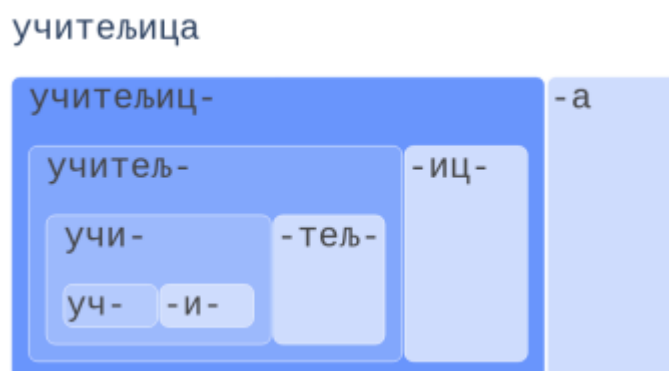 учитељица
учитељиц- -а
учитељ- -иц-
учи- -тељ-
уч- -и-